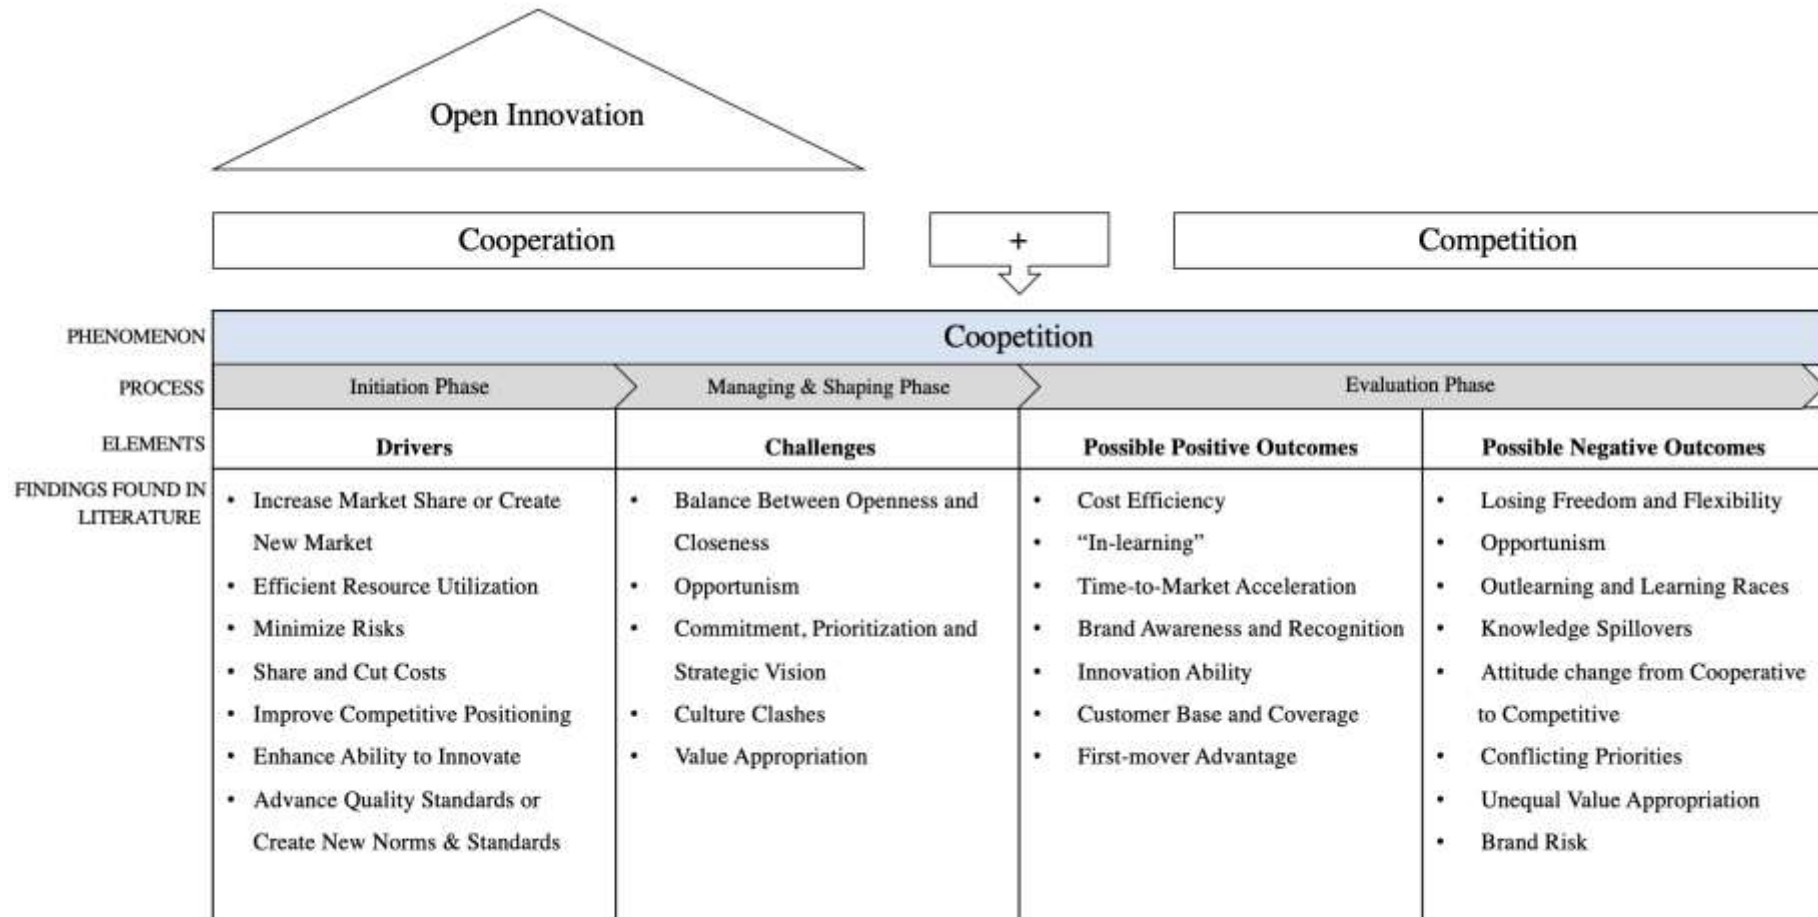 Open Innovation
Cooperation
+
Competition
PHENOMENON
Coopetition
PROCESS
Initiation Phase
Managing & Shaping Phase
Evaluation Phase
ELEMENTS
Drivers
Challenges
Possible Positive Outcomes
Possible Negative Outcomes
FINDINGS FOUND IN
LITERATURE
• Increase Market Share or Create
New Market
• Efficient Resource Utilization
• Minimize Risks
• Share and Cut Costs
• Improve Competitive Positioning
• Enhance Ability to Innovate
• Advance Quality Standards or
Create New Norms & Standards
• Balance Between Openness and
Closeness
• Opportunism
• Commitment, Prioritization and
Strategic Vision
• Culture Clashes
• Value Appropriation
• Cost Efficiency
• “In-learning”
• Time-to-Market Acceleration
• Brand Awareness and Recognition
• Innovation Ability
• Customer Base and Coverage
• First-mover Advantage
• Losing Freedom and Flexibility
• Opportunism
• Outlearning and Learning Races
• Knowledge Spillovers
• Attitude change from Cooperative
to Competitive
• Conflicting Priorities
• Unequal Value Appropriation
• Brand Risk